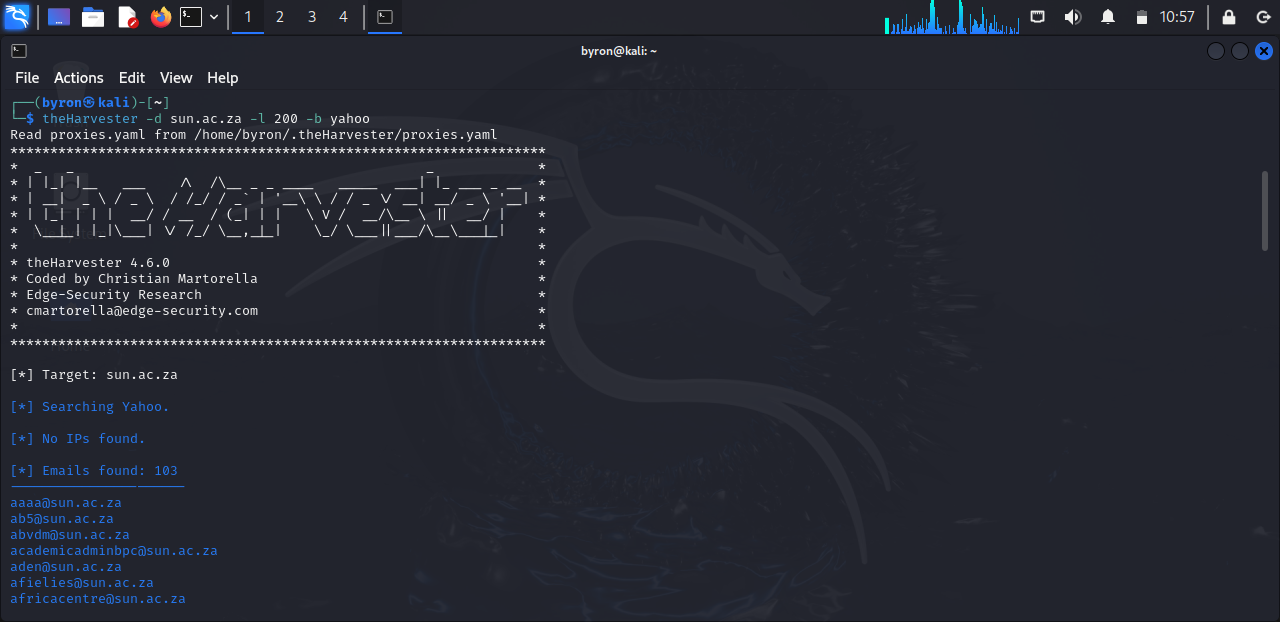 1 2 3 4 10:57
byron@kali: ~
File Actions Edit View Help
(byron㉿kali)-[~]
$ theHarvester -d sun.ac.za -l 200 -b yahoo
Read proxies.yaml from /home/byron/.theHarvester/proxies.yaml
*******************************************************************
* theHarvester *
* *
* theHarvester 4.6.0 *
* Coded by Christian Martorella *
* Edge-Security Research *
* cmartorella@edge-security.com *
* *
*******************************************************************
[*] Target: sun.ac.za
[*] Searching Yahoo.
[*] No IPs found.
[*] Emails found: 103
----------------------
aaaa@sun.ac.za
ab5@sun.ac.za
abvdm@sun.ac.za
academicadminbpc@sun.ac.za
aden@sun.ac.za
afielies@sun.ac.za
africacentre@sun.ac.za